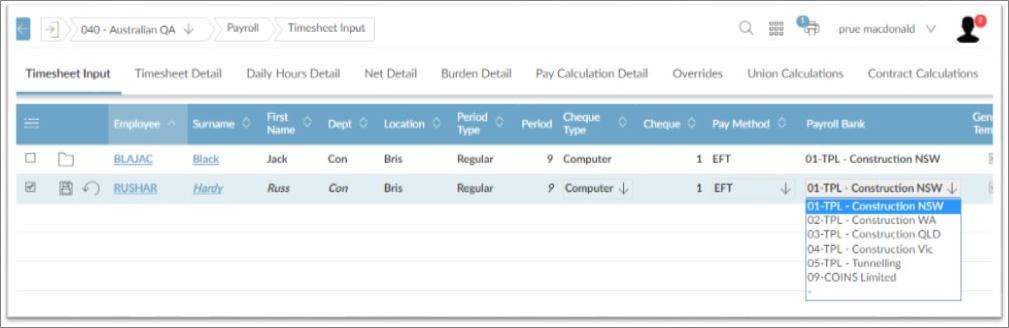 040 - Australian QA Payroll Timesheet Input 1 prue macdonald 2
Timesheet Input Timesheet Detail Daily Hours Detail Net Detail Burden Detail Pay Calculation Detail Overrides Union Calculations Contract Calculations
Employee Surname First Name Dept Location Period Type Period Cheque Type Cheque Pay Method Payroll Bank Gen Tem
BLAJAC Black Jack Con Bris Regular 9 Computer 1 EFT 01-TPL - Construction NSW
RUSHAR Hardy Russ Con Bris Regular 9 Computer 1 EFT 01-TPL - Construction NSW
01-TPL - Construction NSW
02-TPL - Construction WA
03-TPL - Construction QLD
04-TPL - Construction Vic
05-TPL - Tunnelling
09-COINS Limited
-